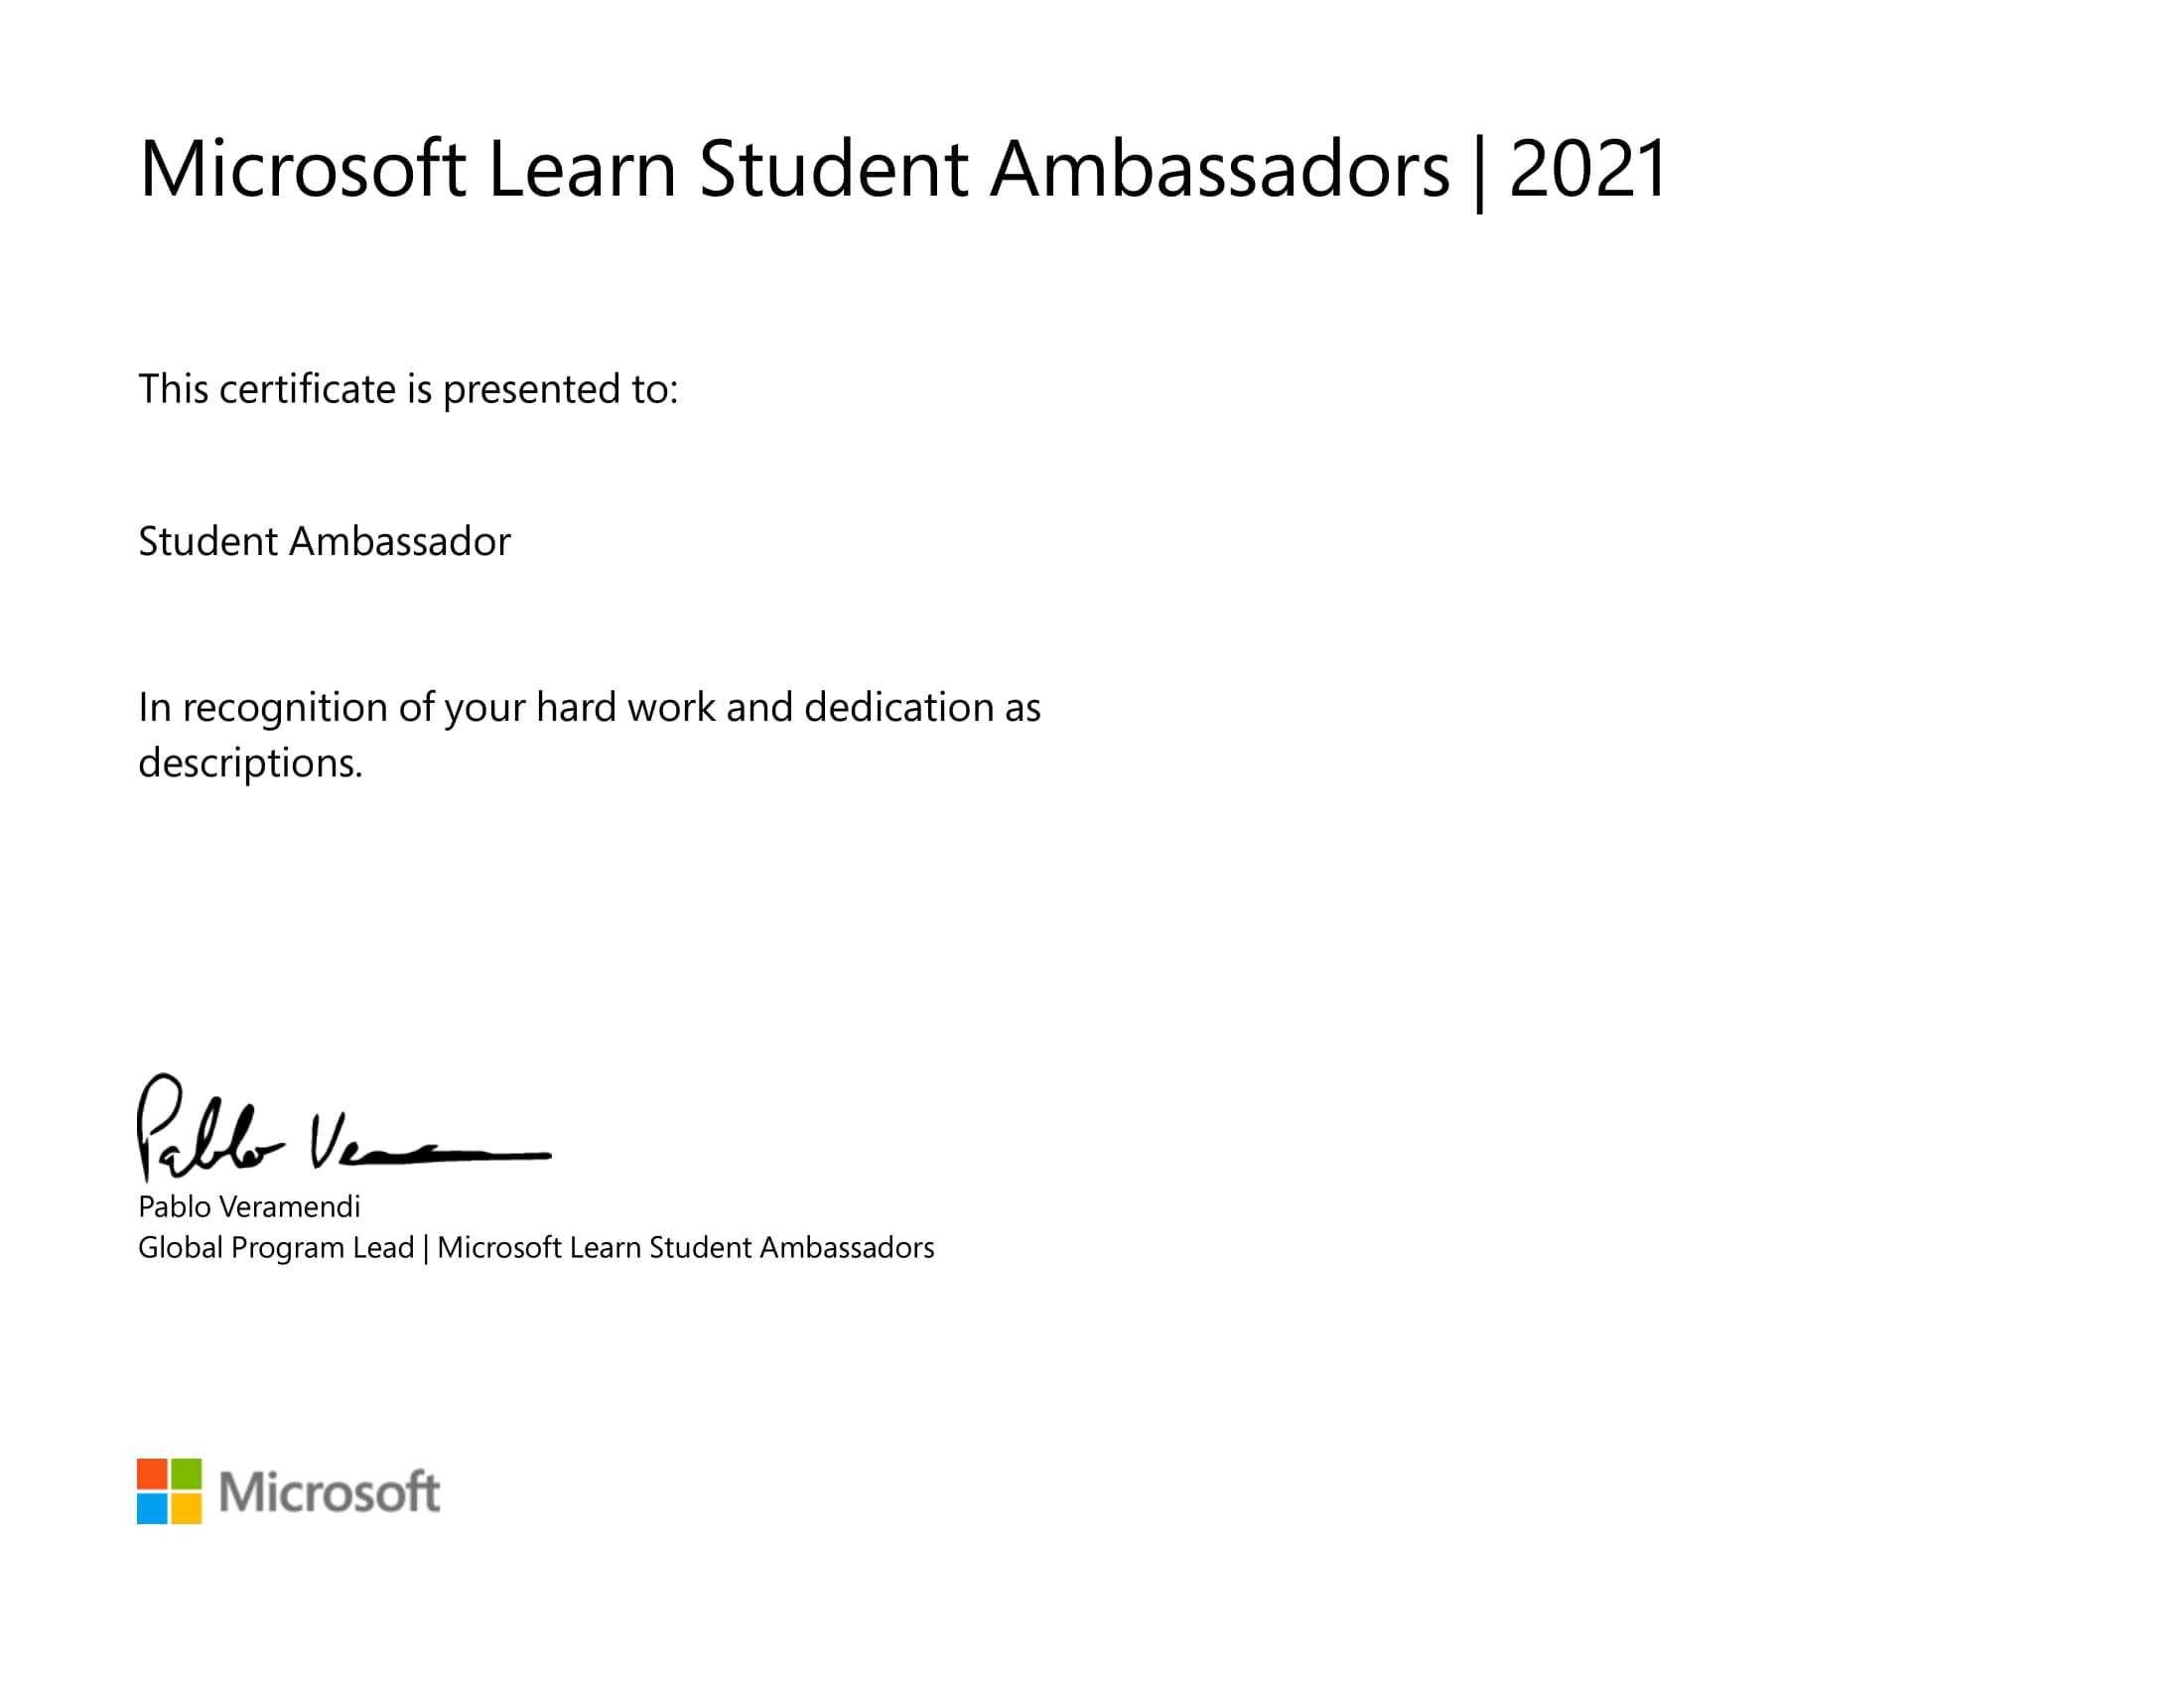 Microsoft Learn Student Ambassadors | 2021
This certificate is presented to:
Student Ambassador
In recognition of your hard work and dedication as
descriptions.
Pablo Ve
Pablo Veramendi
Global Program Lead | Microsoft Learn Student Ambassadors
Microsoft